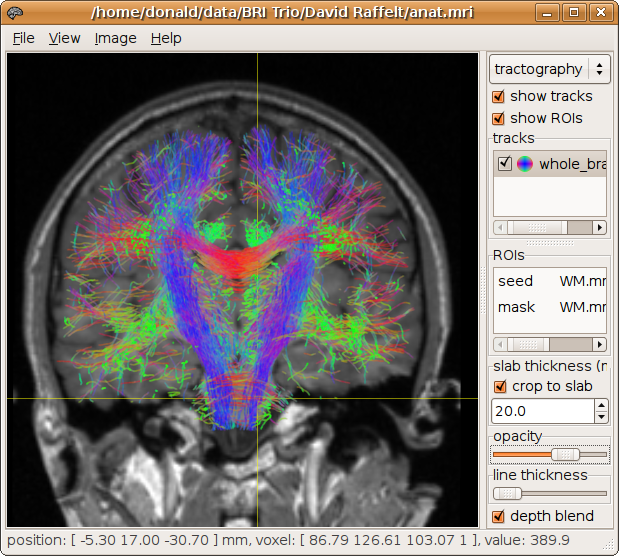 /home/donald/data/BRI Trio/David Raffelt/anat.mri
File View Image Help
tractography
show tracks
show ROIs
tracks
whole_bra
ROIs
seed WM.mr
mask WM.mr
slab thickness (n
crop to slab
20.0
opacity
line thickness
depth blend
position: [ -5.30 17.00 -30.70 ] mm, voxel: [ 86.79 126.61 103.07 1 ], value: 389.9